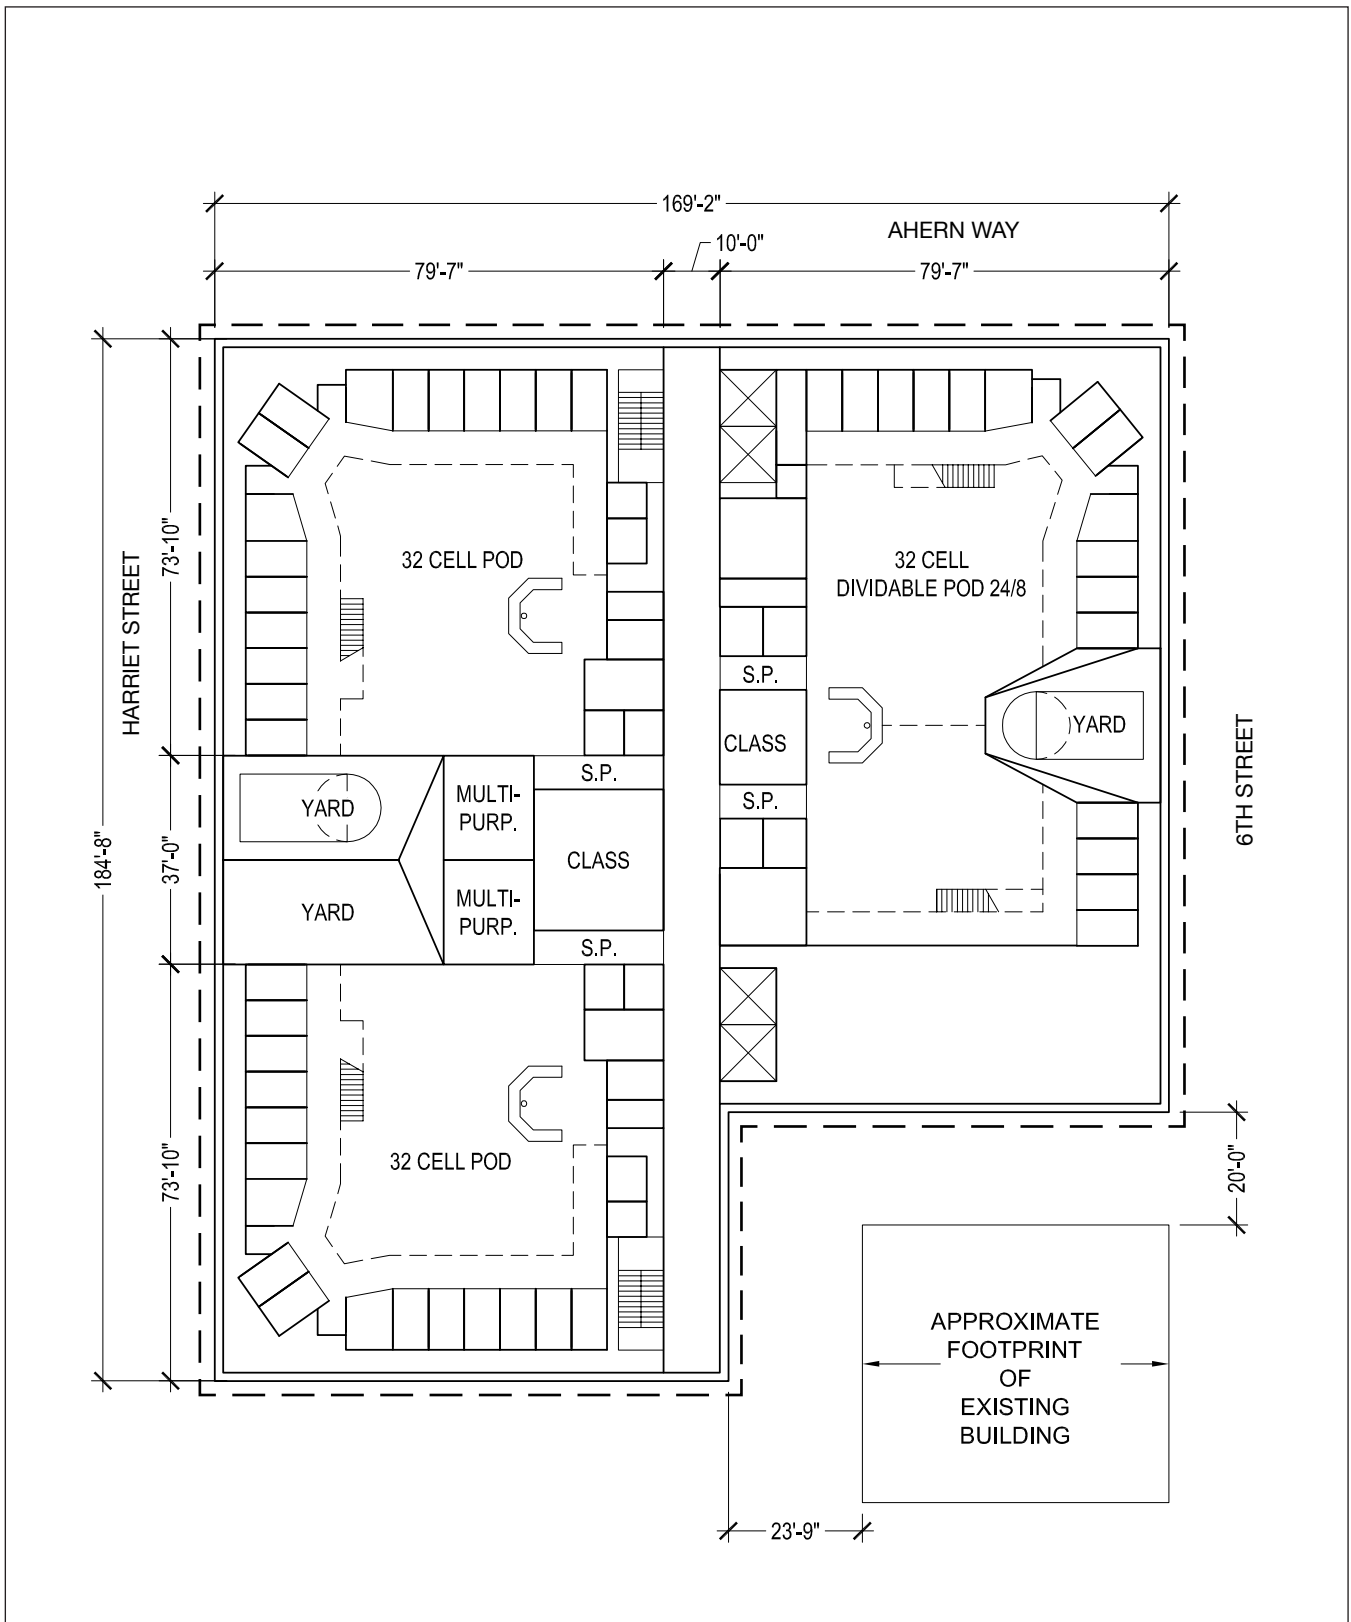 169'-2"
AHERN WAY
10'-0"
79'-7"
79'-7"
HARRIET STREET
73'-10"
32 CELL POD
32 CELL
DIVIDABLE POD 24/8
S.P.
CLASS
YARD
6TH STREET
S.P.
S.P.
184'-8"
37'-0"
YARD
MULTI-
PURP.
CLASS
YARD
MULTI-
PURP.
S.P.
73'-10"
32 CELL POD
20'-0"
APPROXIMATE
FOOTPRINT
OF
EXISTING
BUILDING
23'-9"